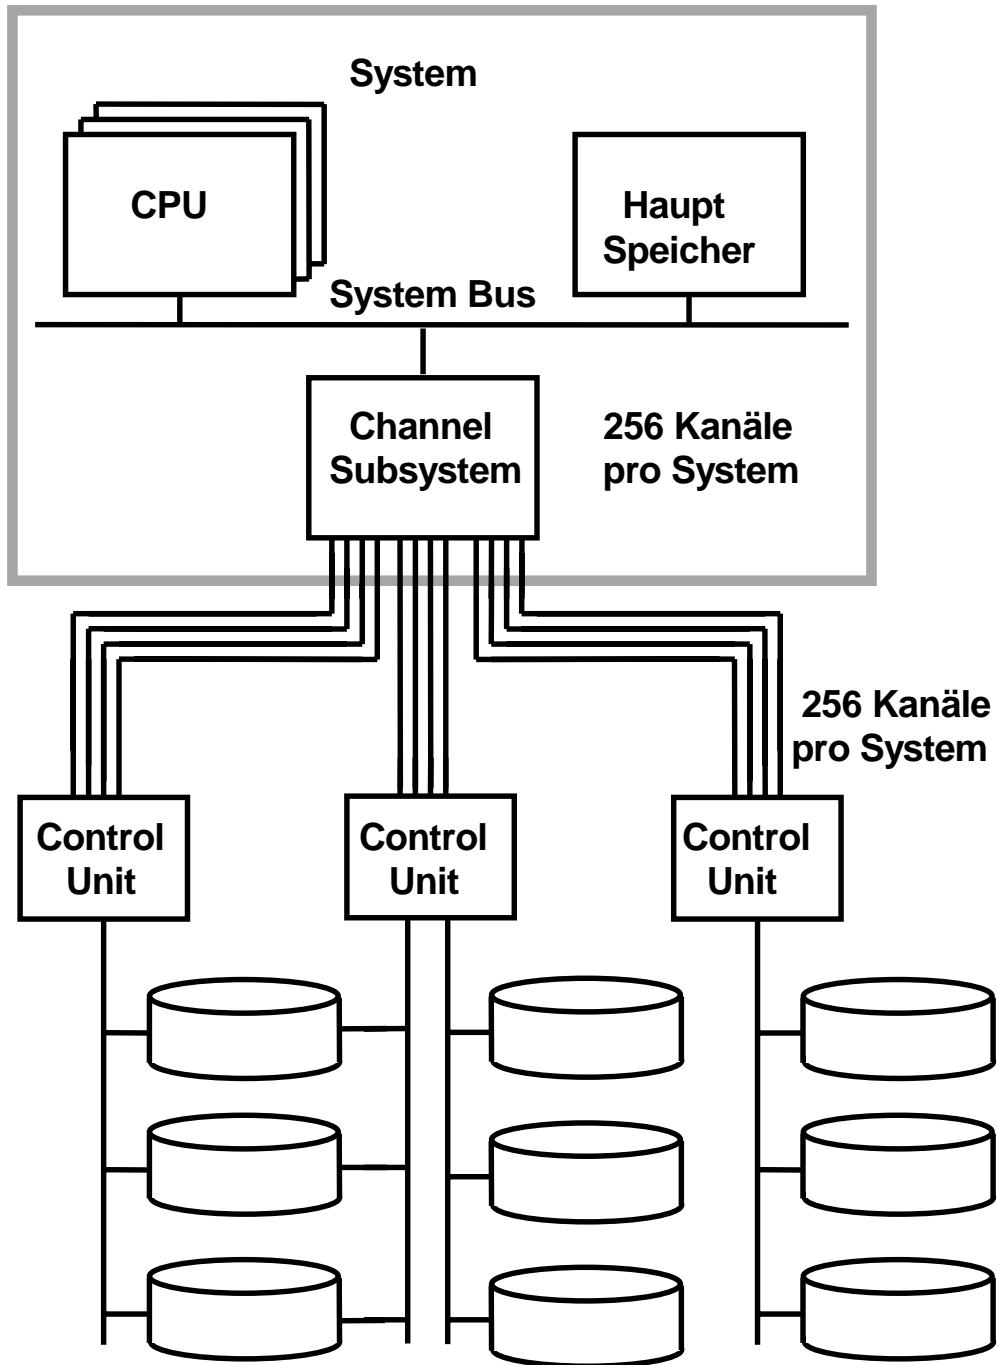 System
CPU
Haupt
Speicher
System Bus
Channel
Subsystem
256 Kanäle
pro System
256 Kanäle
pro System
Control
Unit
Control
Unit
Control
Unit